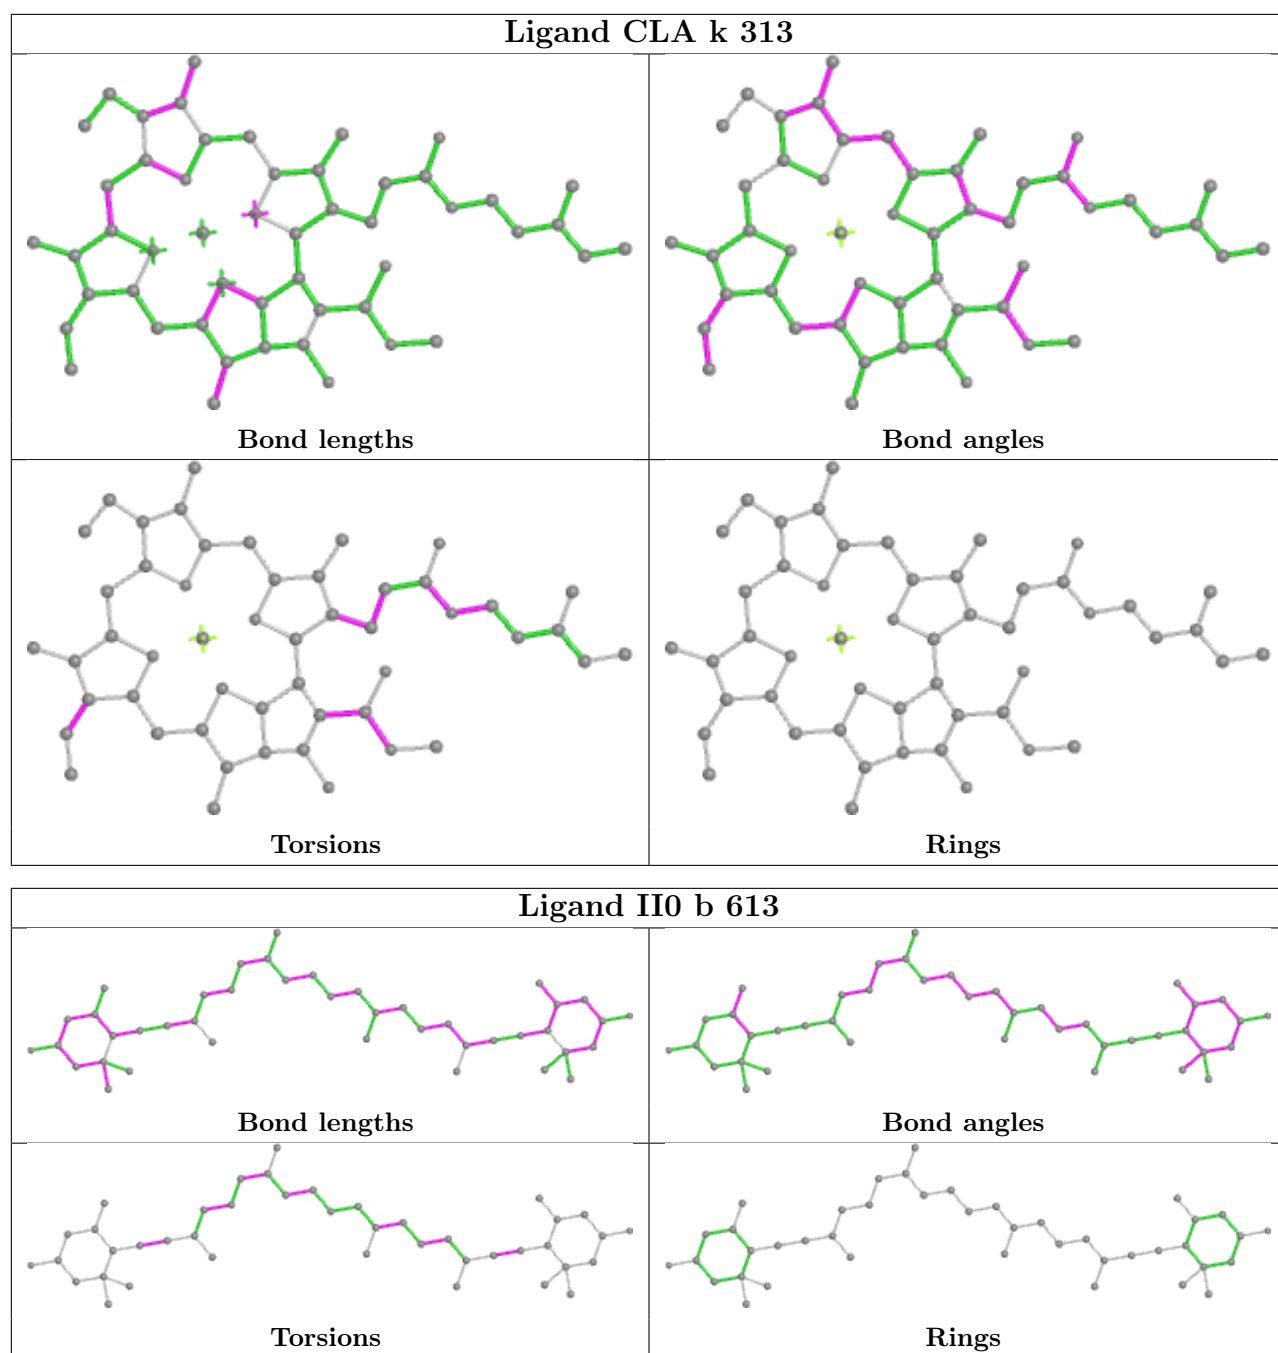 Ligand CLA k 313
Bond lengths
Bond angles
Torsions
Rings
Ligand II0 b 613
Bond lengths
Bond angles
Torsions
Rings